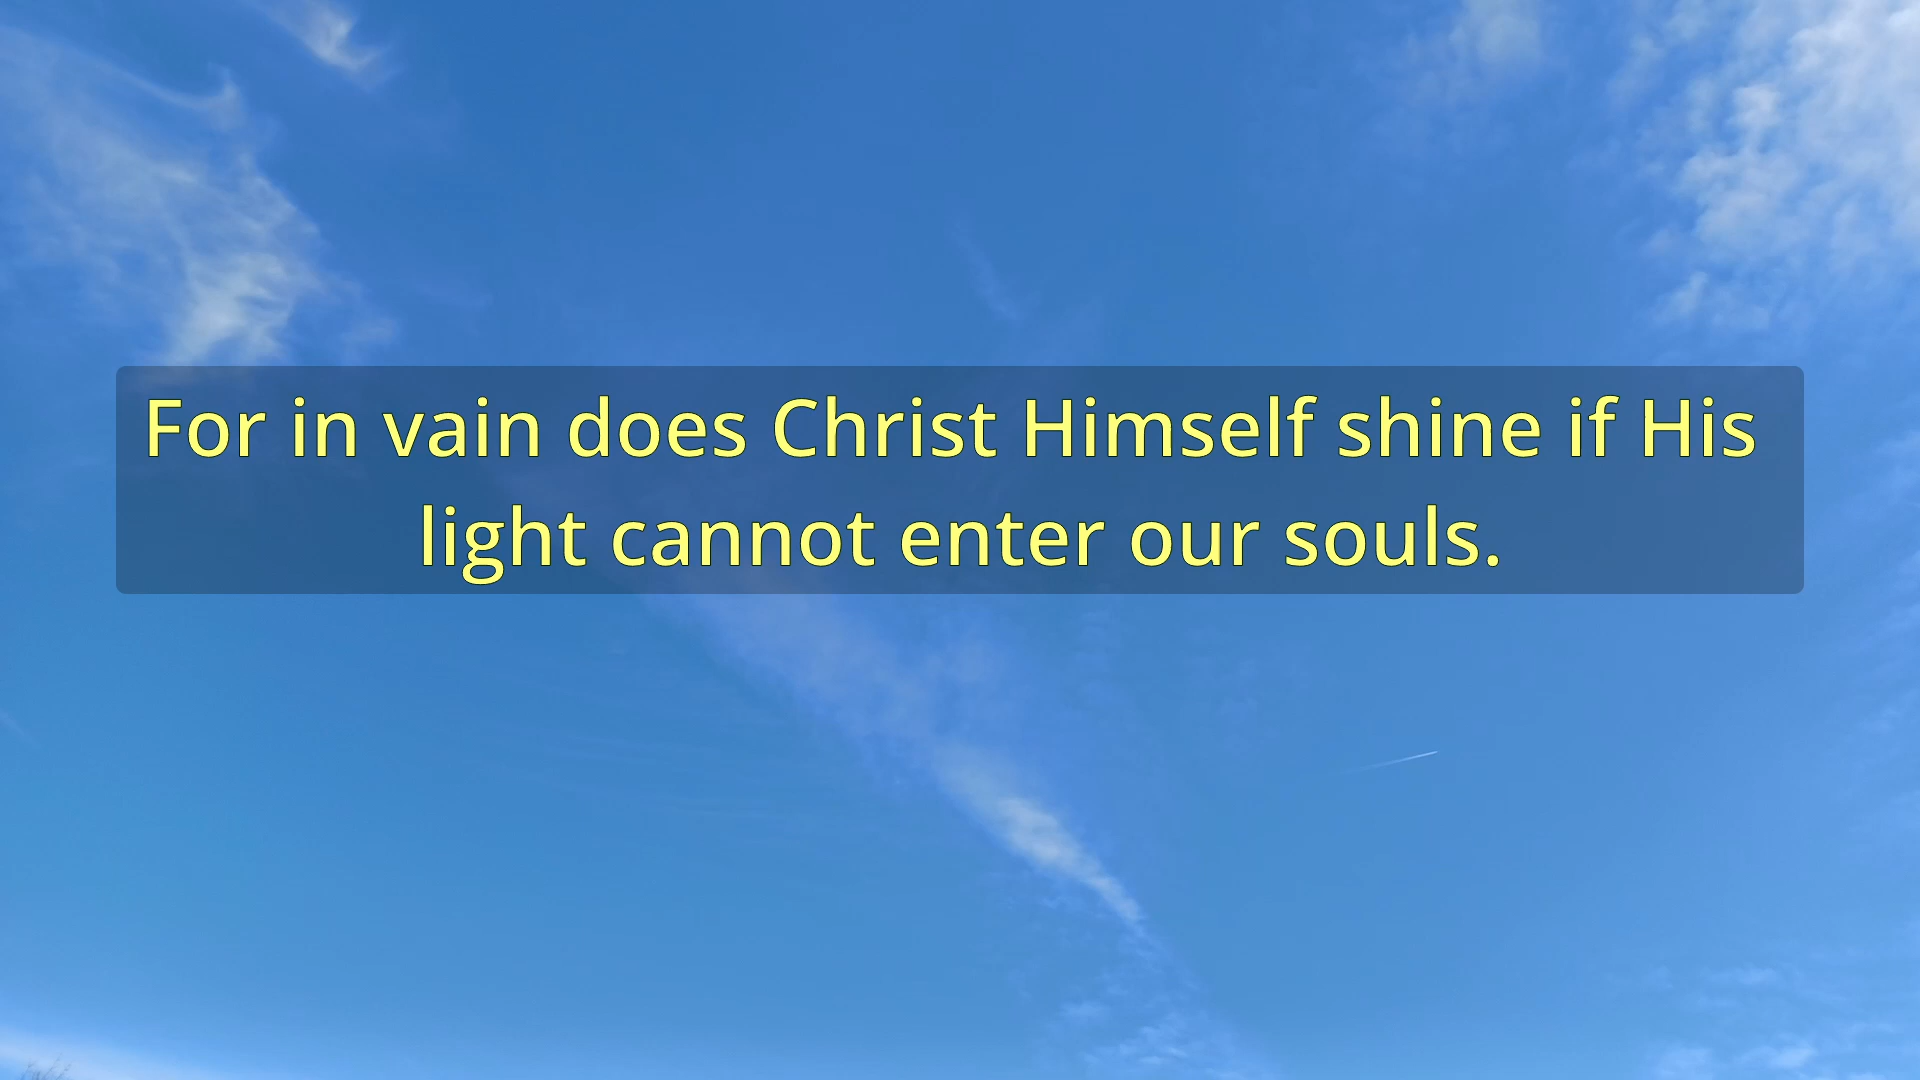 For in vain does Christ Himself shine if His
light cannot enter our souls.